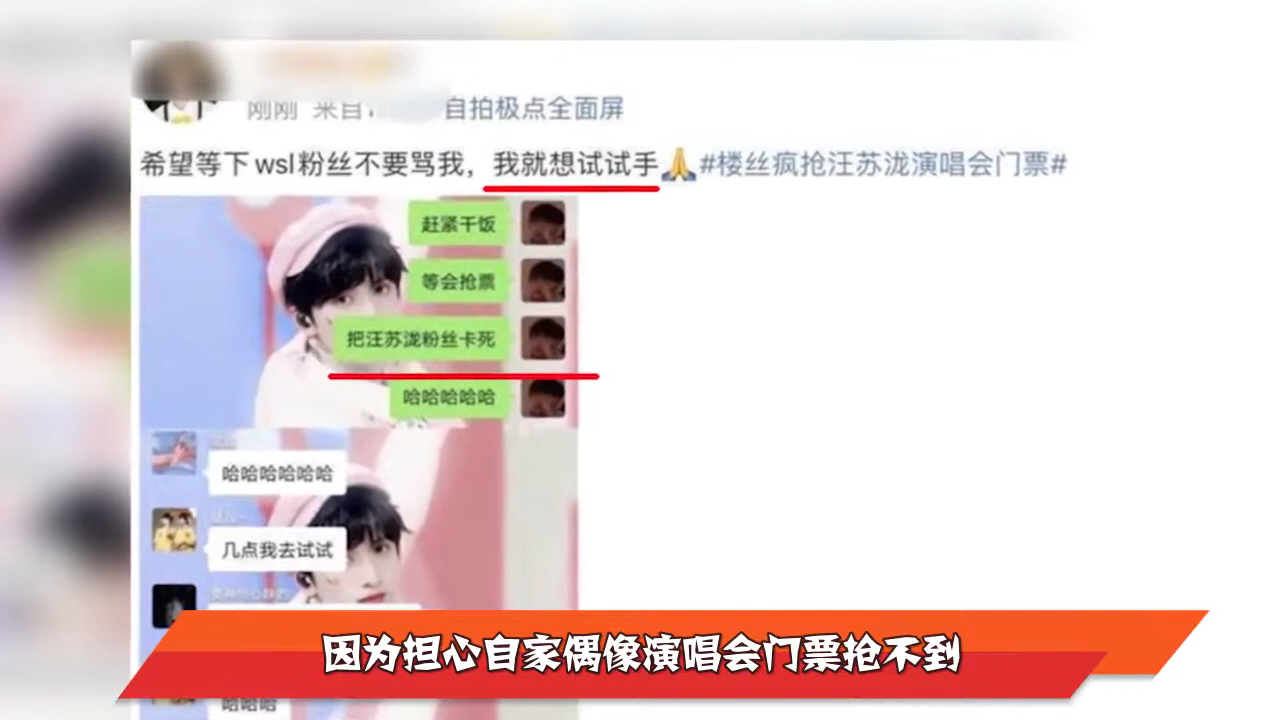 刚刚 来自
自拍极点全面屏
希望等下wsl粉丝不要骂我，我就想试试手🙏#楼丝疯抢汪苏泷演唱会门票#
赶紧干饭
等会抢票
把汪苏泷粉丝卡死
哈哈哈哈哈
哈哈哈哈哈哈
几点我去试试
因为担心自家偶像演唱会门票抢不到
哈哈哈